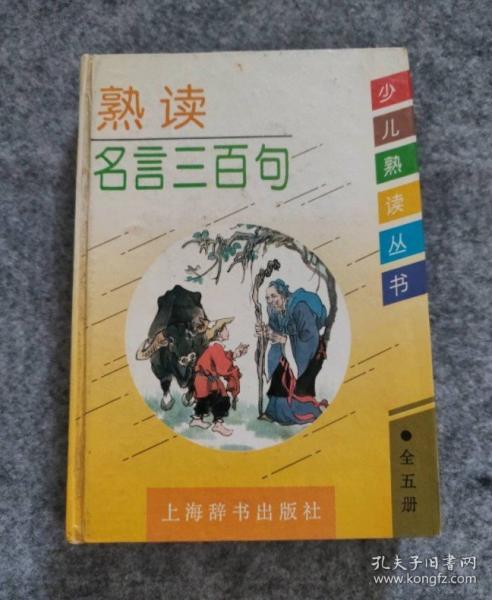 熟读
名言三百句
少儿熟读丛书
全五册
上海辞书出版社
孔夫子旧书网
www.kongfz.com